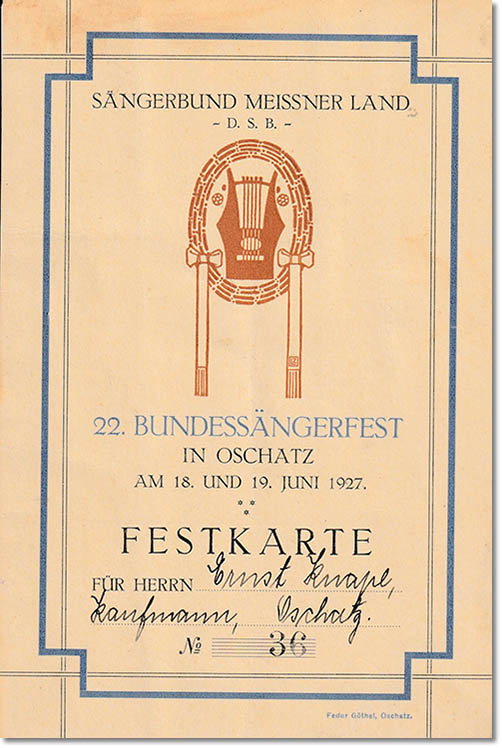 SÄNGERBUND MEISSNER LAND
- D. S. B. -
22. BUNDESSÄNGERFEST
IN OSCHATZ
AM 18. UND 19. JUNI 1927.
FESTKARTE
FÜR HERRN Ernst Knape,
Kaufmann, Oschatz.
№ 36
Fedor Göthel, Oschatz.